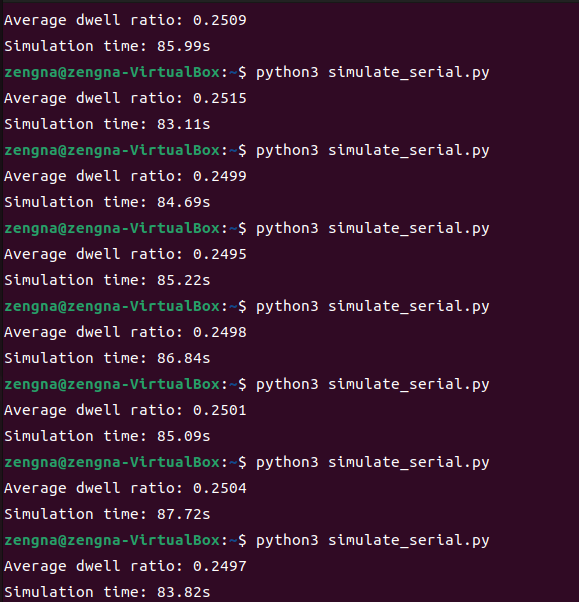 Average dwell ratio: 0.2509
Simulation time: 85.99s
zengna@zengna-VirtualBox:~$ python3 simulate_serial.py
Average dwell ratio: 0.2515
Simulation time: 83.11s
zengna@zengna-VirtualBox:~$ python3 simulate_serial.py
Average dwell ratio: 0.2499
Simulation time: 84.69s
zengna@zengna-VirtualBox:~$ python3 simulate_serial.py
Average dwell ratio: 0.2495
Simulation time: 85.22s
zengna@zengna-VirtualBox:~$ python3 simulate_serial.py
Average dwell ratio: 0.2498
Simulation time: 86.84s
zengna@zengna-VirtualBox:~$ python3 simulate_serial.py
Average dwell ratio: 0.2501
Simulation time: 85.09s
zengna@zengna-VirtualBox:~$ python3 simulate_serial.py
Average dwell ratio: 0.2504
Simulation time: 87.72s
zengna@zengna-VirtualBox:~$ python3 simulate_serial.py
Average dwell ratio: 0.2497
Simulation time: 83.82s